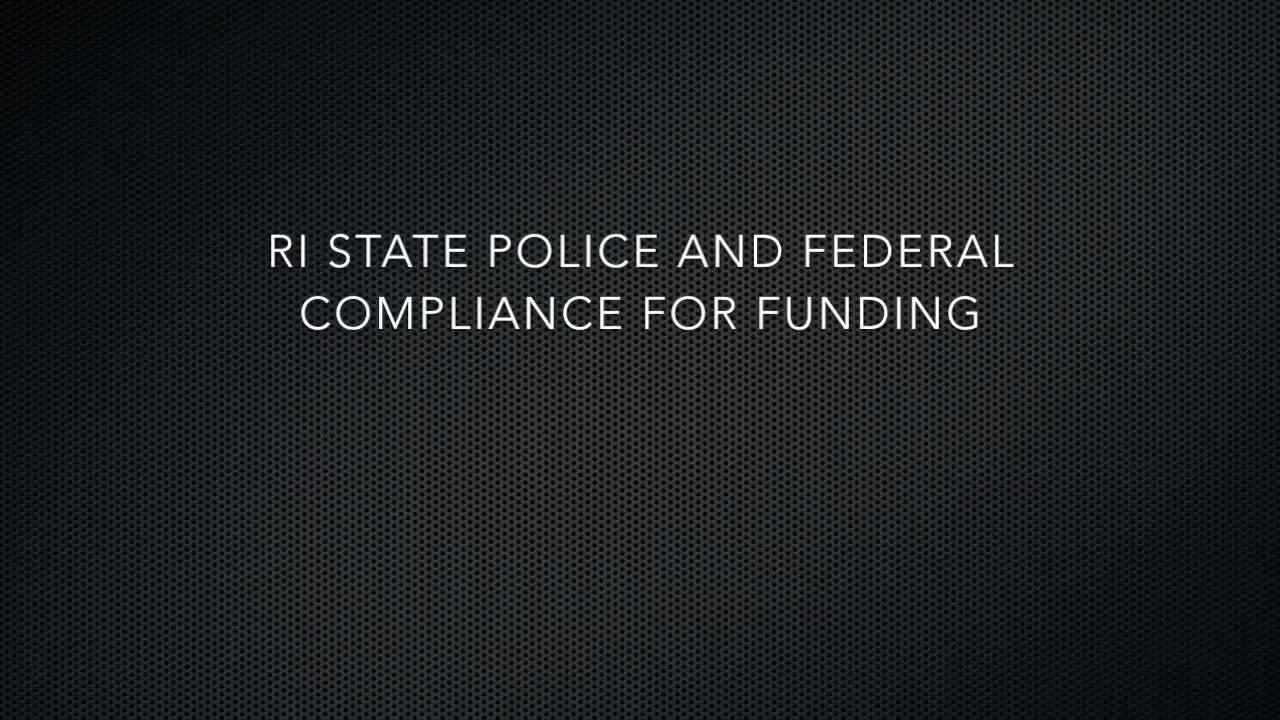 RI STATE POLICE AND FEDERAL
COMPLIANCE FOR FUNDING